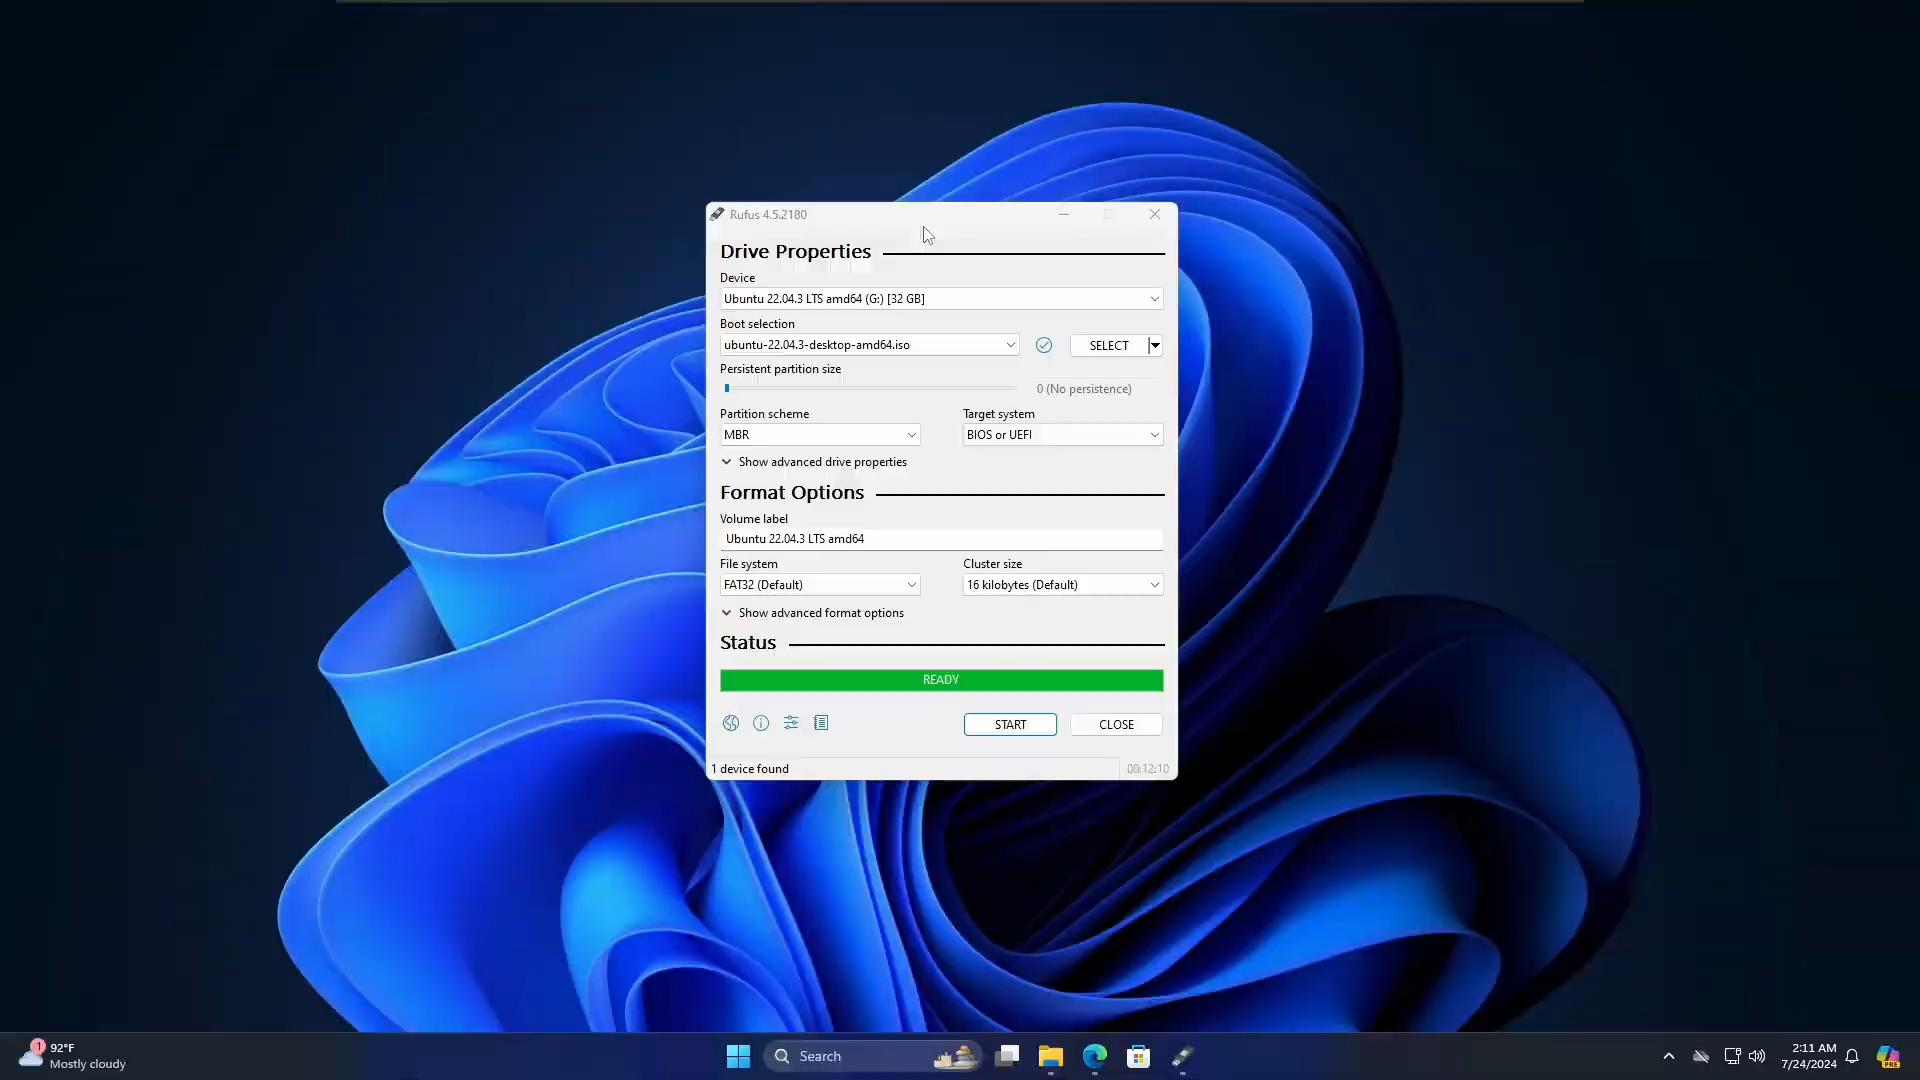 Rufus 4.5.2180
Drive Properties
Device
Ubuntu 22.04.3 LTS amd64 (G:) [32 GB]
Boot selection
ubuntu-22.04.3-desktop-amd64.iso
SELECT
Persistent partition size
0 (No persistence)
Partition scheme
Target system
MBR
BIOS or UEFI
Show advanced drive properties
Format Options
Volume label
Ubuntu 22.04.3 LTS amd64
File system
Cluster size
FAT32 (Default)
16 kilobytes (Default)
Show advanced format options
Status
READY
START
CLOSE
1 device found
00:12:10
1
92°F
Mostly cloudy
Search
2:11 AM
7/24/2024
PRE